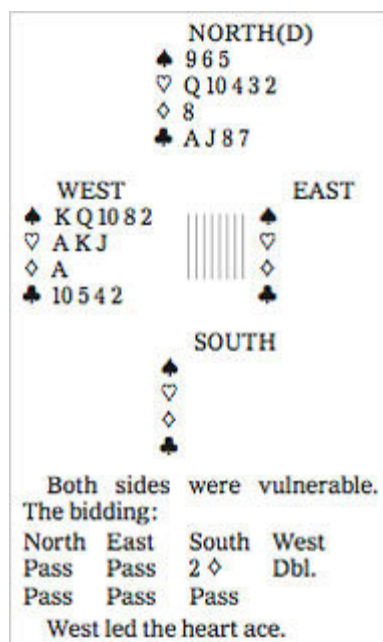 NORTH(D)
♠ 9 6 5
♡ Q 10 4 3 2
♢ 8
♣ A J 8 7
WEST EAST
♠ K Q 10 8 2 ♠
♡ A K J ♡
♢ A ♢
♣ 10 5 4 2 ♣
SOUTH
♠
♡
♢
♣
Both sides were vulnerable.
The bidding:
North East South West
Pass Pass 2 ♢ Dbl.
Pass Pass Pass
West led the heart ace.